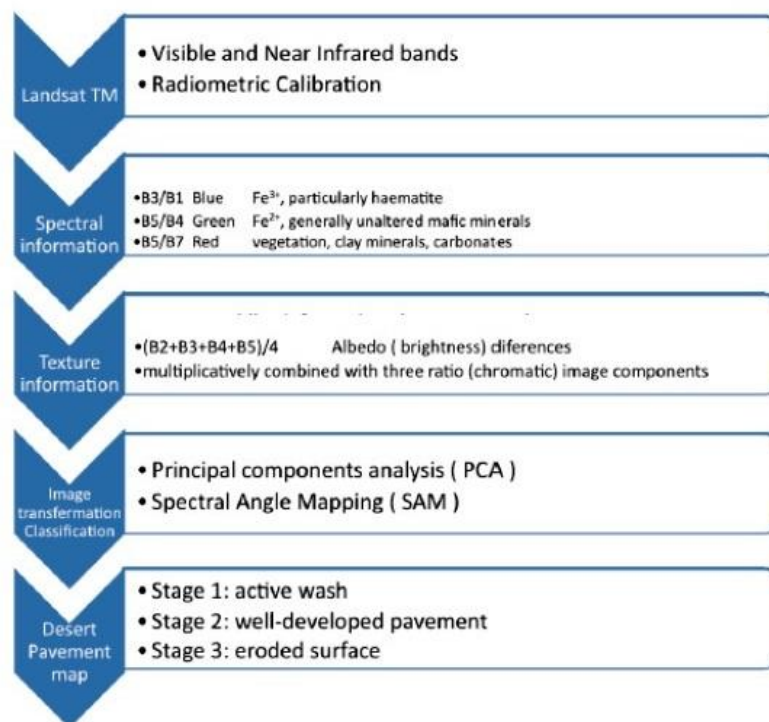 Landsat TM
• Visible and Near Infrared bands
• Radiometric Calibration
Spectral
information
•B3/B1 Blue Fe³⁺, particularly haematite
•B5/B4 Green Fe²⁺, generally unaltered mafic minerals
•B5/B7 Red vegetation, clay minerals, carbonates
Texture
information
•(B2+B3+B4+B5)/4 Albedo ( brightness) diferences
•multiplicatively combined with three ratio (chromatic) image components
Image
transfermation
Classification
• Principal components analysis ( PCA )
• Spectral Angle Mapping ( SAM )
Desert
Pavement
map
• Stage 1: active wash
• Stage 2: well-developed pavement
• Stage 3: eroded surface